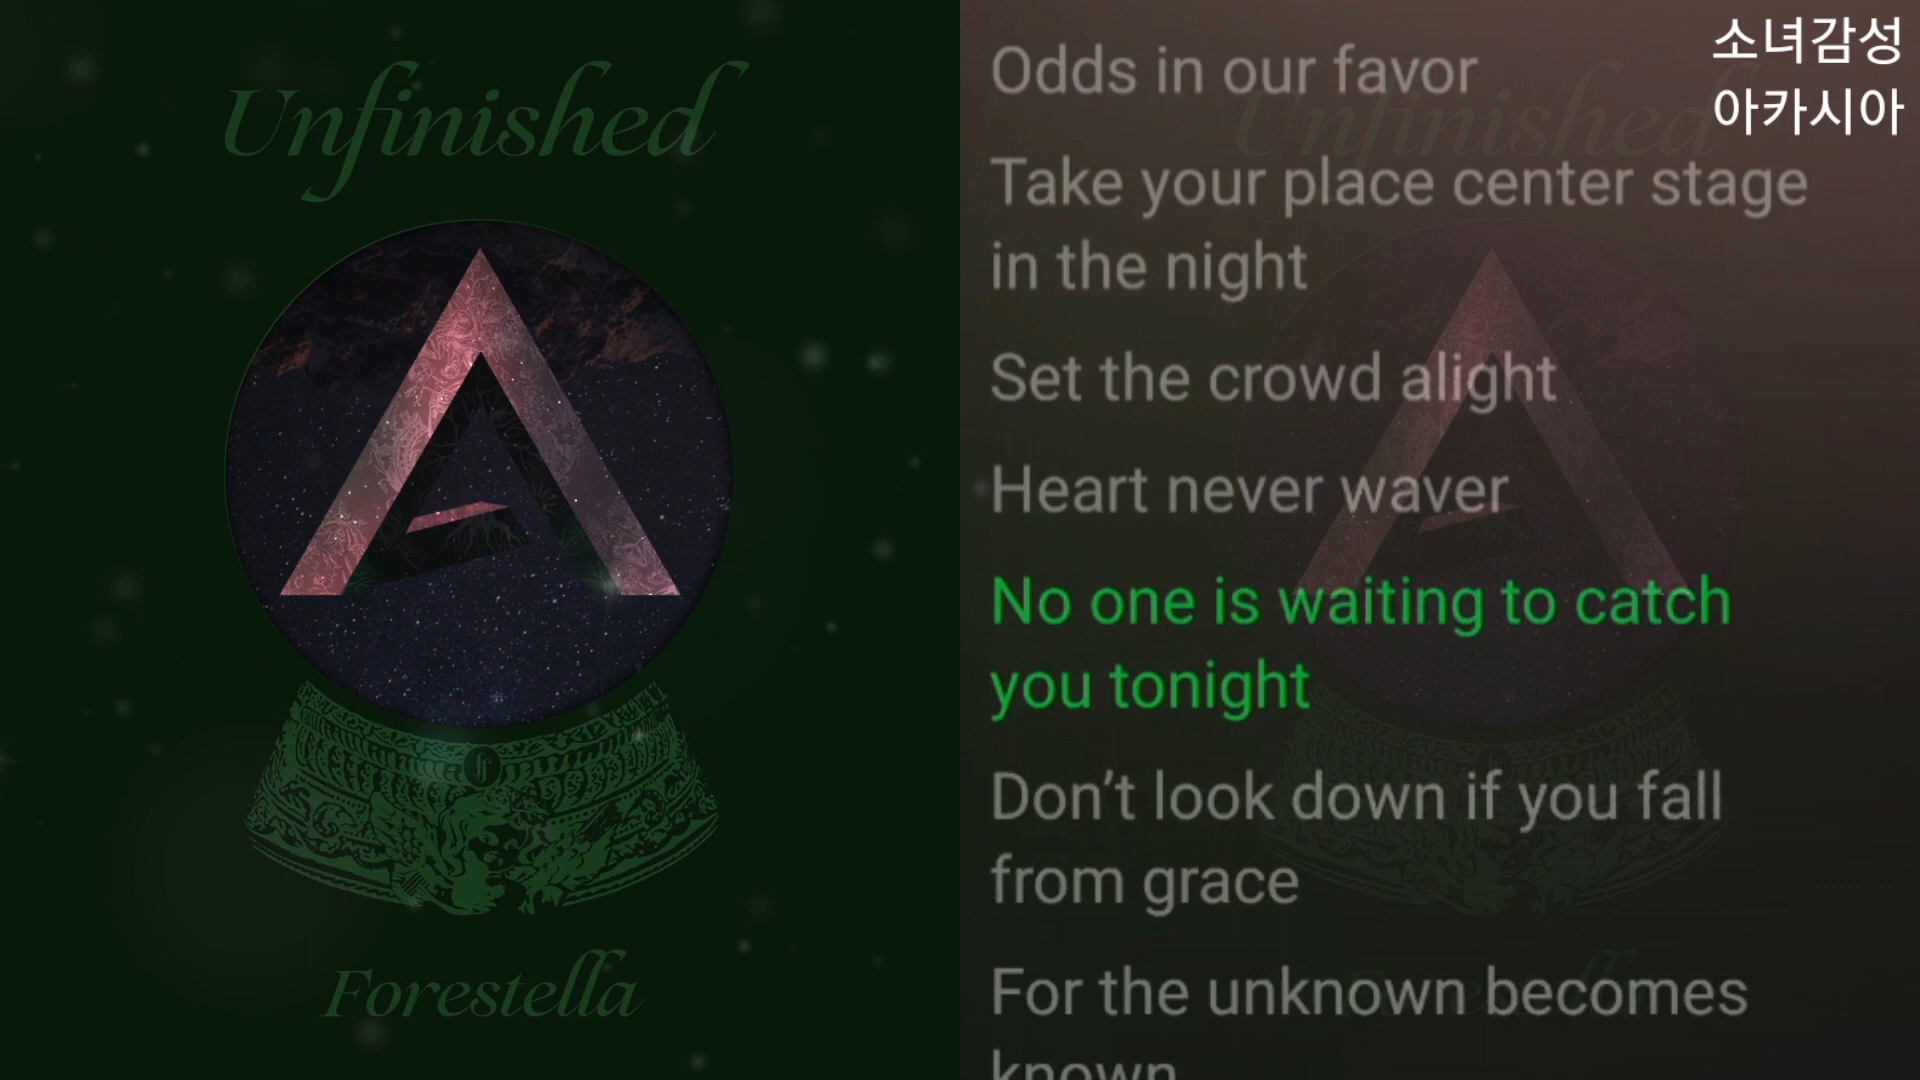 Unfinished
Forestella
소녀감성
아카시아
Odds in our favor
Take your place center stage
in the night
Set the crowd alight
Heart never waver
No one is waiting to catch
you tonight
Don’t look down if you fall
from grace
For the unknown becomes
known